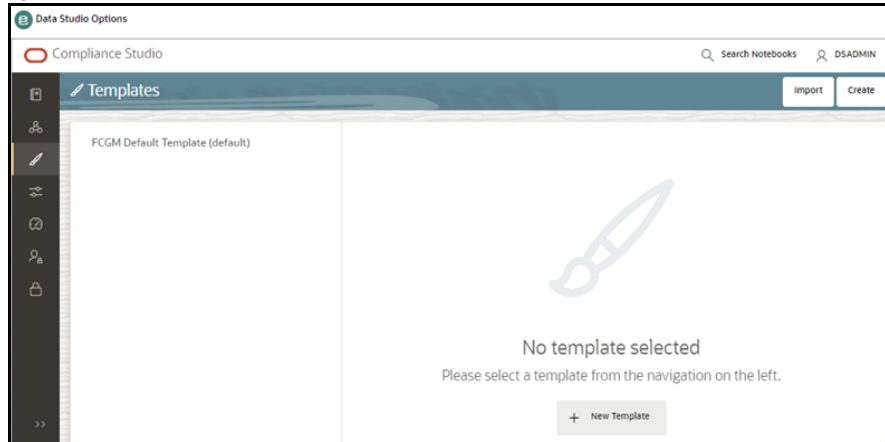 Data Studio Options
Compliance Studio
Search Notebooks
DSADMIN
Templates
Import
Create
FCGM Default Template (default)
No template selected
Please select a template from the navigation on the left.
+ New Template
>>